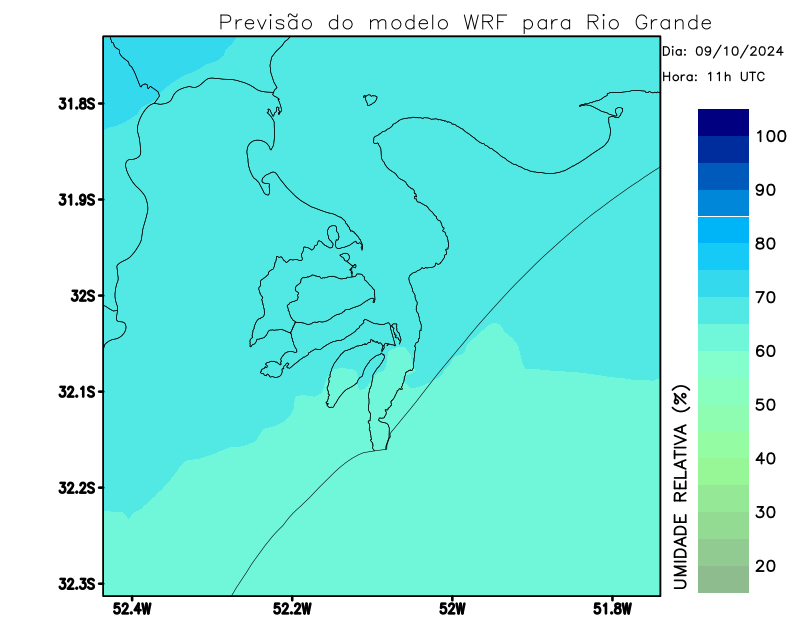 Previsão do modelo WRF para Rio Grande
Dia: 09/10/2024
Hora: 11h UTC
31.8S
31.9S
32S
32.1S
32.2S
32.3S
52.4W
52.2W
52W
51.8W
100
90
80
70
60
50
40
30
20
UMIDADE RELATIVA (%)